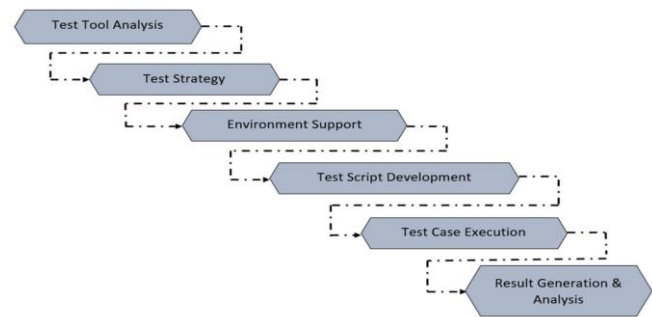 Test Tool Analysis
Test Strategy
Environment Support
Test Script Development
Test Case Execution
Result Generation &
Analysis